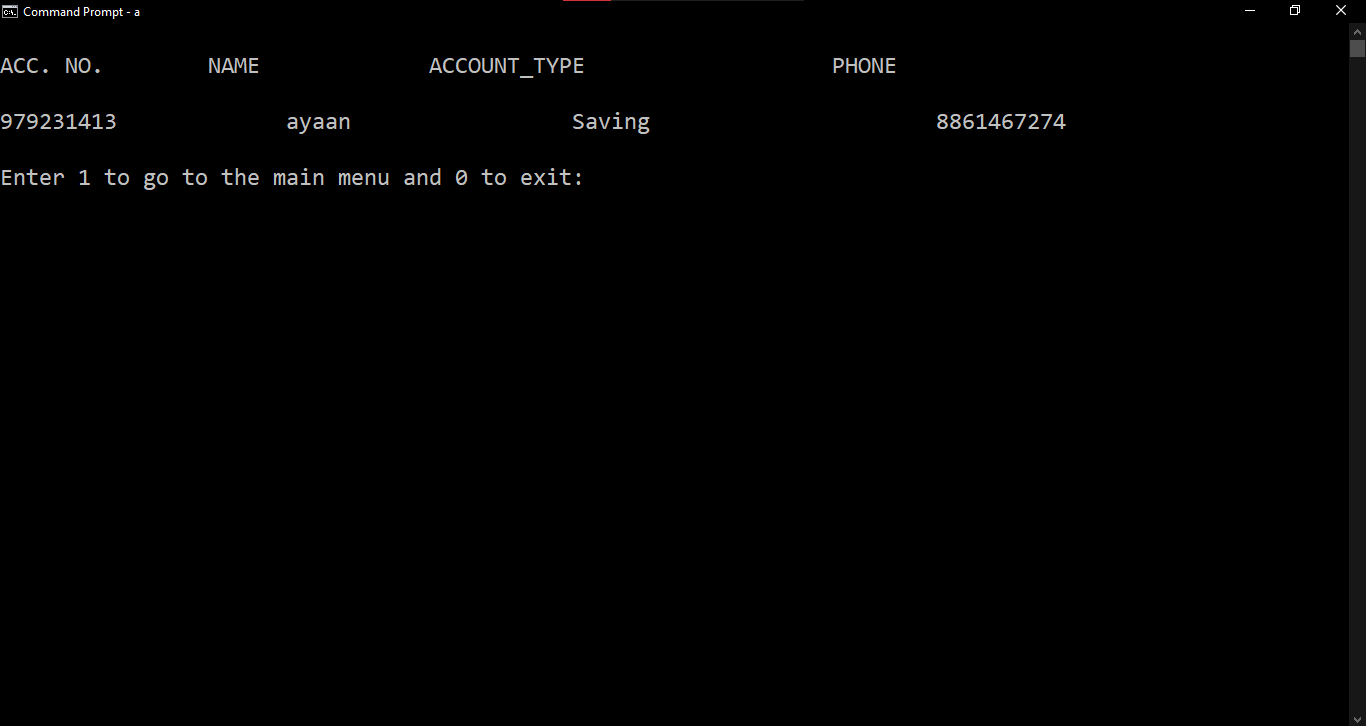 Command Prompt - a
ACC. NO. NAME ACCOUNT_TYPE PHONE
979231413 ayaan Saving 8861467274
Enter 1 to go to the main menu and 0 to exit: